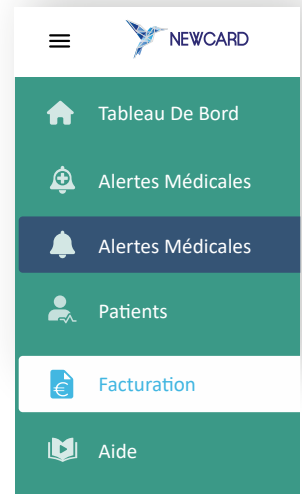 NEWCARD
Tableau De Bord
Alertes Médicales
Alertes Médicales
Patients
Facturation
Aide